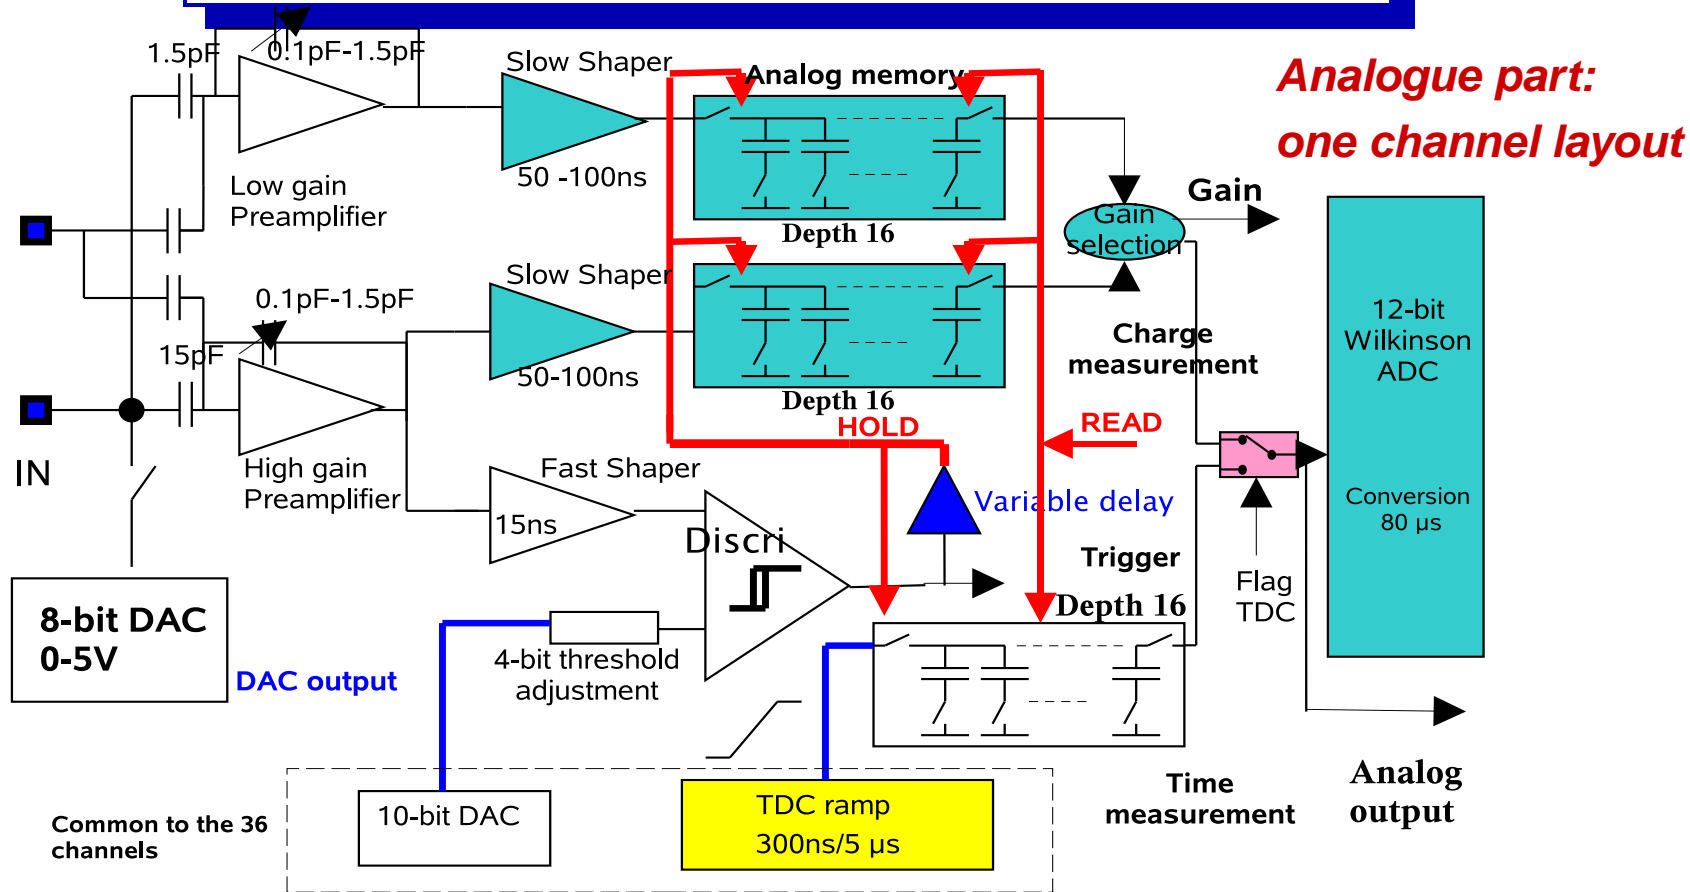 Analogue part:
one channel layout
1.5pF
0.1pF-1.5pF
Slow Shaper
50 -100ns
Analog memory
Depth 16
Low gain
Preamplifier
Gain
Gain
selection
Slow Shaper
50-100ns
Depth 16
0.1pF-1.5pF
15pF
Charge
measurement
12-bit
Wilkinson
ADC
Conversion
80 µs
HOLD
READ
IN
High gain
Preamplifier
Fast Shaper
15ns
Discri
Variable delay
Trigger
Depth 16
Flag
TDC
8-bit DAC
0-5V
DAC output
4-bit threshold
adjustment
Time
measurement
Analog
output
Common to the 36
channels
10-bit DAC
TDC ramp
300ns/5 µs